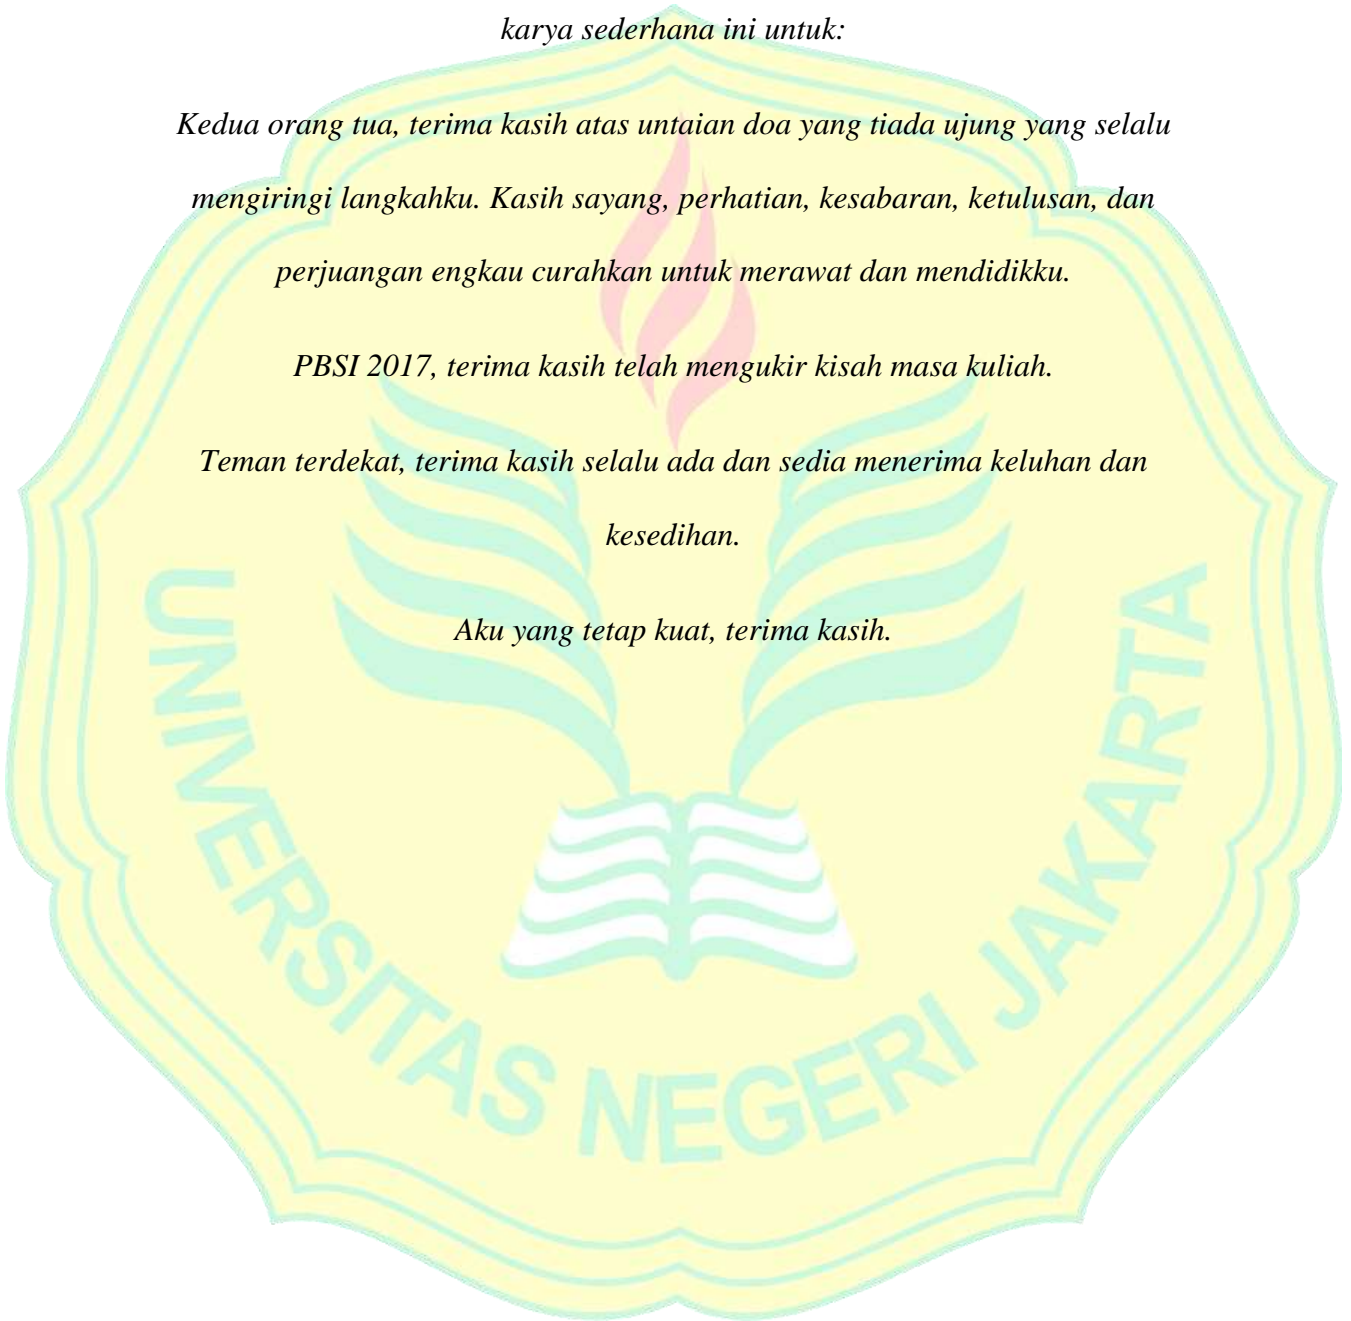 karya sederhana ini untuk:
Kedua orang tua, terima kasih atas untaian doa yang tiada ujung yang selalu
mengiringi langkahku. Kasih sayang, perhatian, kesabaran, ketulusan, dan
perjuangan engkau curahkan untuk merawat dan mendidikku.
PBSI 2017, terima kasih telah mengukir kisah masa kuliah.
Teman terdekat, terima kasih selalu ada dan sedia menerima keluhan dan
kesedihan.
Aku yang tetap kuat, terima kasih.
UNIVERSITAS NEGERI JAKARTA